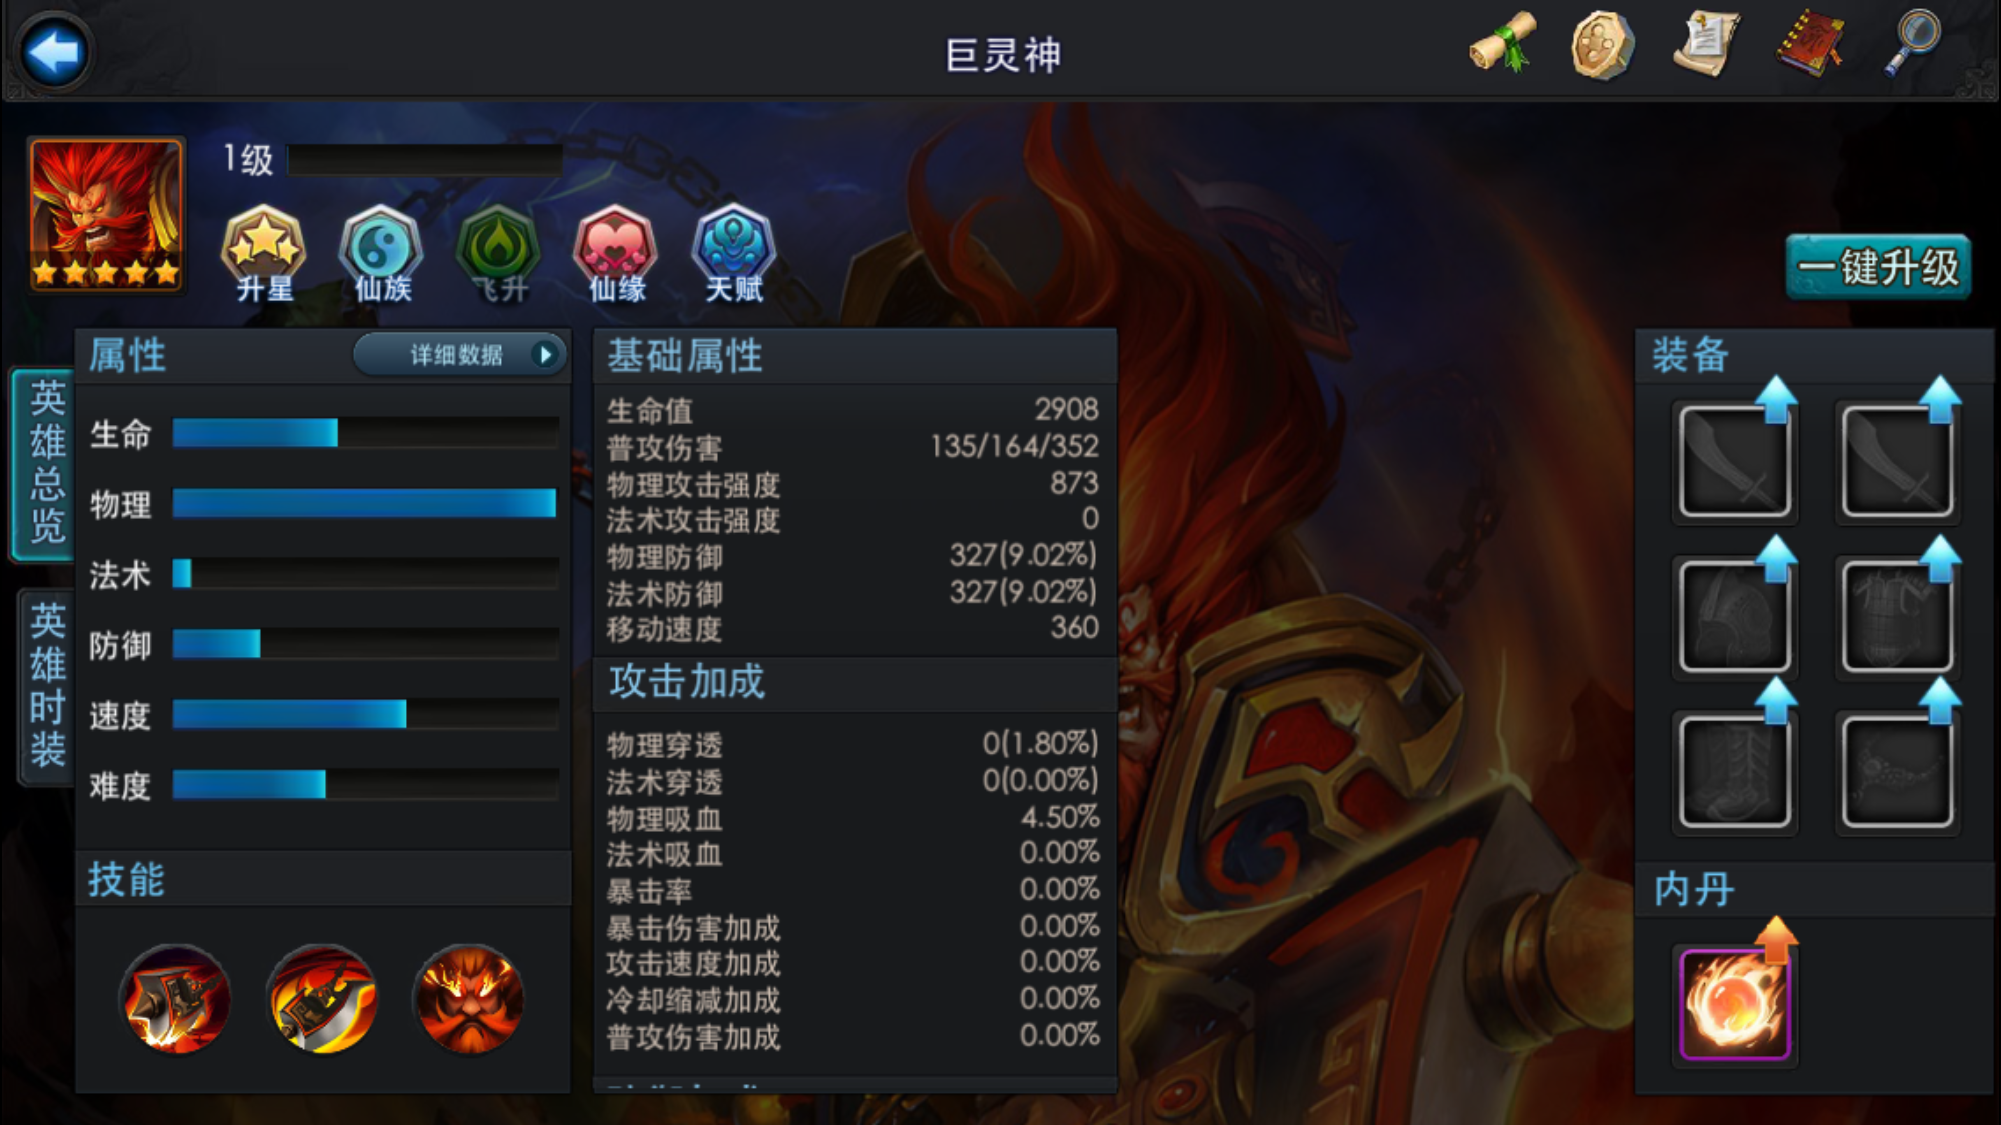 巨灵神
1级
升星 仙族 飞升 仙缘 天赋
一键升级
英雄总览
英雄时装
属性 详细数据
生命
物理
法术
防御
速度
难度
技能
基础属性
生命值 2908
普攻伤害 135/164/352
物理攻击强度 873
法术攻击强度 0
物理防御 327(9.02%)
法术防御 327(9.02%)
移动速度 360
攻击加成
物理穿透 0(1.80%)
法术穿透 0(0.00%)
物理吸血 4.50%
法术吸血 0.00%
暴击率 0.00%
暴击伤害加成 0.00%
攻击速度加成 0.00%
冷却缩减加成 0.00%
普攻伤害加成 0.00%
装备
内丹